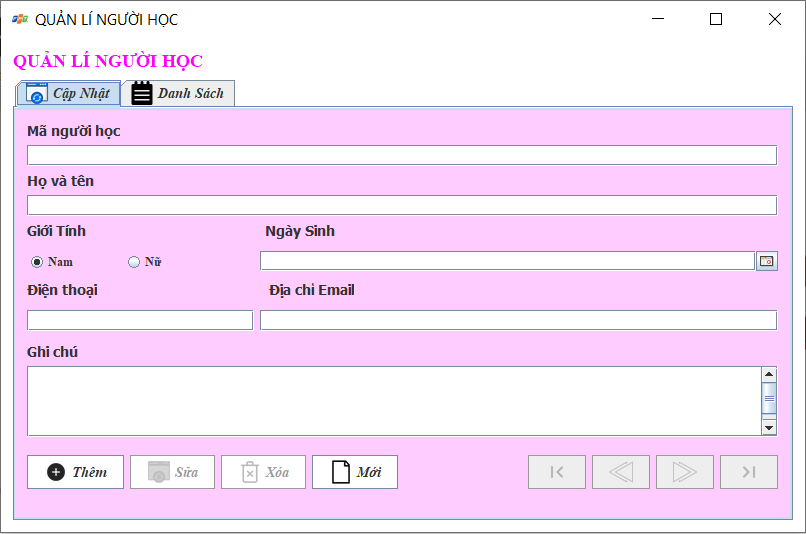 QUẢN LÍ NGƯỜI HỌC
QUẢN LÍ NGƯỜI HỌC
Cập Nhật Danh Sách
Mã người học
Họ và tên
Giới Tính Ngày Sinh
Nam Nữ
Điện thoại Địa chỉ Email
Ghi chú
Thêm Sửa Xóa Mới